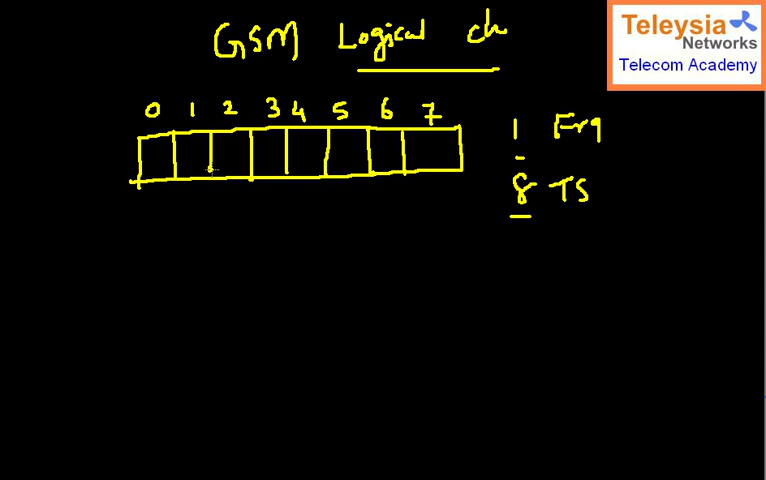 GSM Logical ch
Teleysia
Networks
Telecom Academy
0 1 2 3 4 5 6 7
1 Frq
8 TS